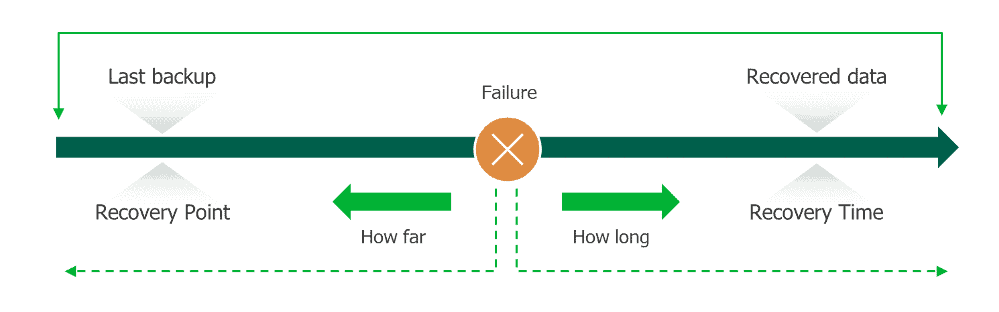 Last backup
Failure
Recovered data
Recovery Point
How far
How long
Recovery Time